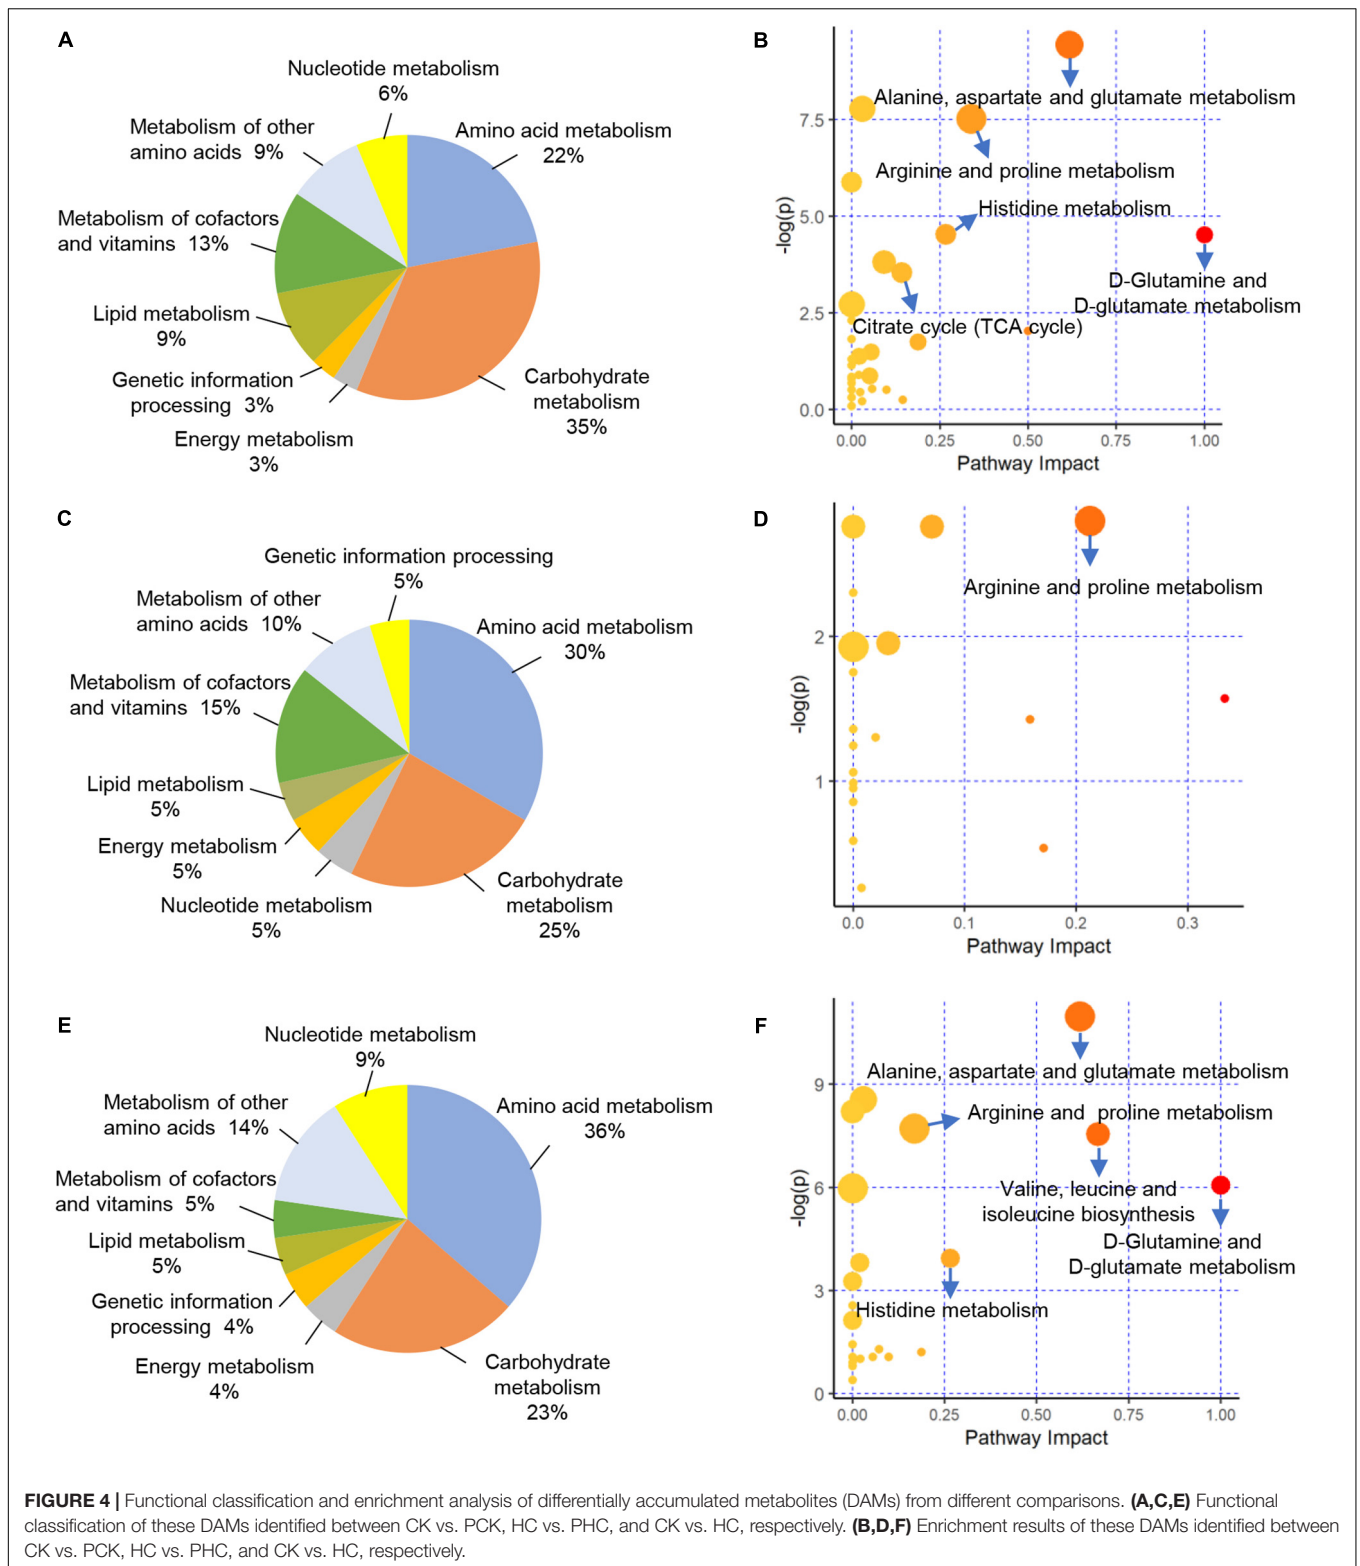 A
Nucleotide metabolism
6%
Metabolism of other
amino acids 9%
Amino acid metabolism
22%
Metabolism of cofactors
and vitamins 13%
Lipid metabolism
9%
Genetic information
processing 3%
Energy metabolism
3%
Carbohydrate
metabolism
35%
B
-log(p)
7.5
5.0
2.5
0.0
Alanine, aspartate and glutamate metabolism
Arginine and proline metabolism
Histidine metabolism
D-Glutamine and
D-glutamate metabolism
Citrate cycle (TCA cycle)
0.00 0.25 0.50 0.75 1.00
Pathway Impact
C
Genetic information processing
5%
Metabolism of other
amino acids 10%
Amino acid metabolism
30%
Metabolism of cofactors
and vitamins 15%
Lipid metabolism
5%
Energy metabolism
5%
Nucleotide metabolism
5%
Carbohydrate
metabolism
25%
D
-log(p)
2
1
Arginine and proline metabolism
0.0 0.1 0.2 0.3
Pathway Impact
E
Nucleotide metabolism
9%
Metabolism of other
amino acids 14%
Amino acid metabolism
36%
Metabolism of cofactors
and vitamins 5%
Lipid metabolism
5%
Genetic information
processing 4%
Energy metabolism
4%
Carbohydrate
metabolism
23%
F
-log(p)
9
6
3
0
Alanine, aspartate and glutamate metabolism
Arginine and proline metabolism
Valine, leucine and
isoleucine biosynthesis
D-Glutamine and
D-glutamate metabolism
Histidine metabolism
0.00 0.25 0.50 0.75 1.00
Pathway Impact
FIGURE 4 | Functional classification and enrichment analysis of differentially accumulated metabolites (DAMs) from different comparisons. (A,C,E) Functional
classification of these DAMs identified between CK vs. PCK, HC vs. PHC, and CK vs. HC, respectively. (B,D,F) Enrichment results of these DAMs identified between
CK vs. PCK, HC vs. PHC, and CK vs. HC, respectively.